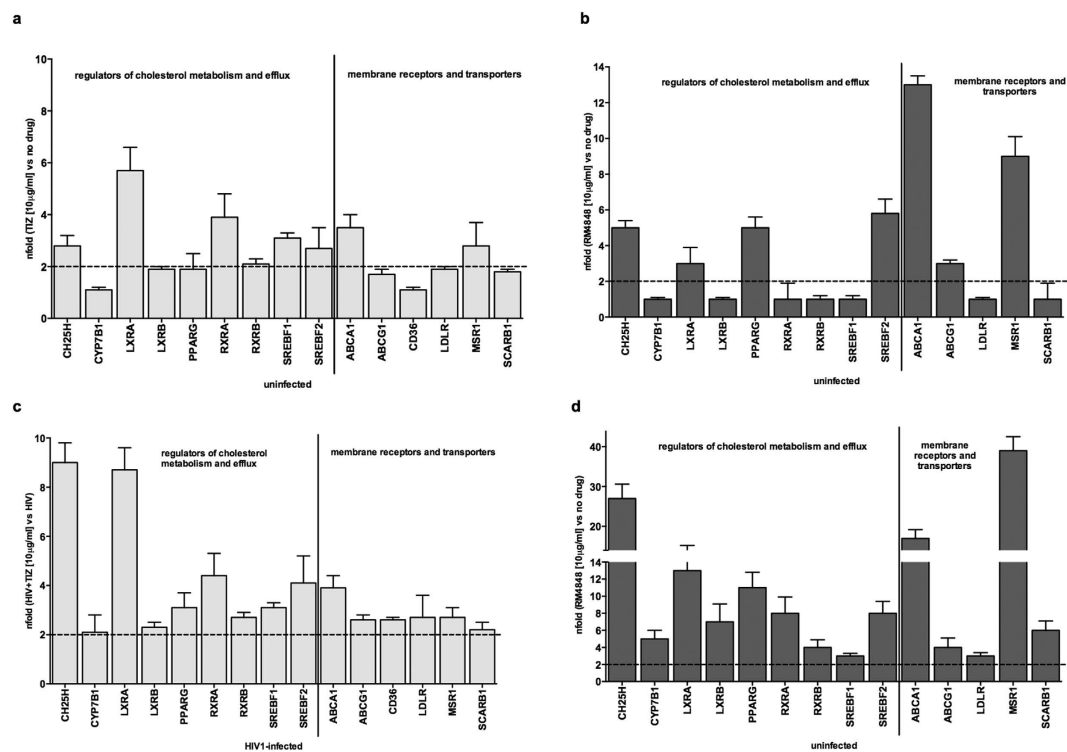 a
regulators of cholesterol metabolism and efflux
membrane receptors and transporters
nfold (TIZ [10µg/ml] vs no drug)
10
8
6
4
2
0
CH25H
CYP7B1
LXRA
LXRB
PPARG
RXRA
RXRB
SREBF1
SREBF2
ABCA1
ABCG1
CD36
LDLR
MSR1
SCARB1
uninfected
b
regulators of cholesterol metabolism and efflux
membrane receptors and
transporters
nfold (RM4848 [10µg/ml] vs no drug)
14
12
10
8
6
4
2
0
CH25H
CYP7B1
LXRA
LXRB
PPARG
RXRA
RXRB
SREBF1
SREBF2
ABCA1
ABCG1
LDLR
MSR1
SCARB1
uninfected
c
regulators of cholesterol
metabolism and efflux
membrane receptors and transporters
nfold (HIV+TIZ [10µg/ml] vs HIV)
10
8
6
4
2
0
CH25H
CYP7B1
LXRA
LXRB
PPARG
RXRA
RXRB
SREBF1
SREBF2
ABCA1
ABCG1
CD36
LDLR
MSR1
SCARB1
HIV1-infected
d
regulators of cholesterol metabolism and efflux
membrane
receptors and
transporters
nfold (RM4848 [10µg/ml] vs no drug)
40
30
20
14
12
10
8
6
4
2
0
CH25H
CYP7B1
LXRA
LXRB
PPARG
RXRA
RXRB
SREBF1
SREBF2
ABCA1
ABCG1
LDLR
MSR1
SCARB1
uninfected